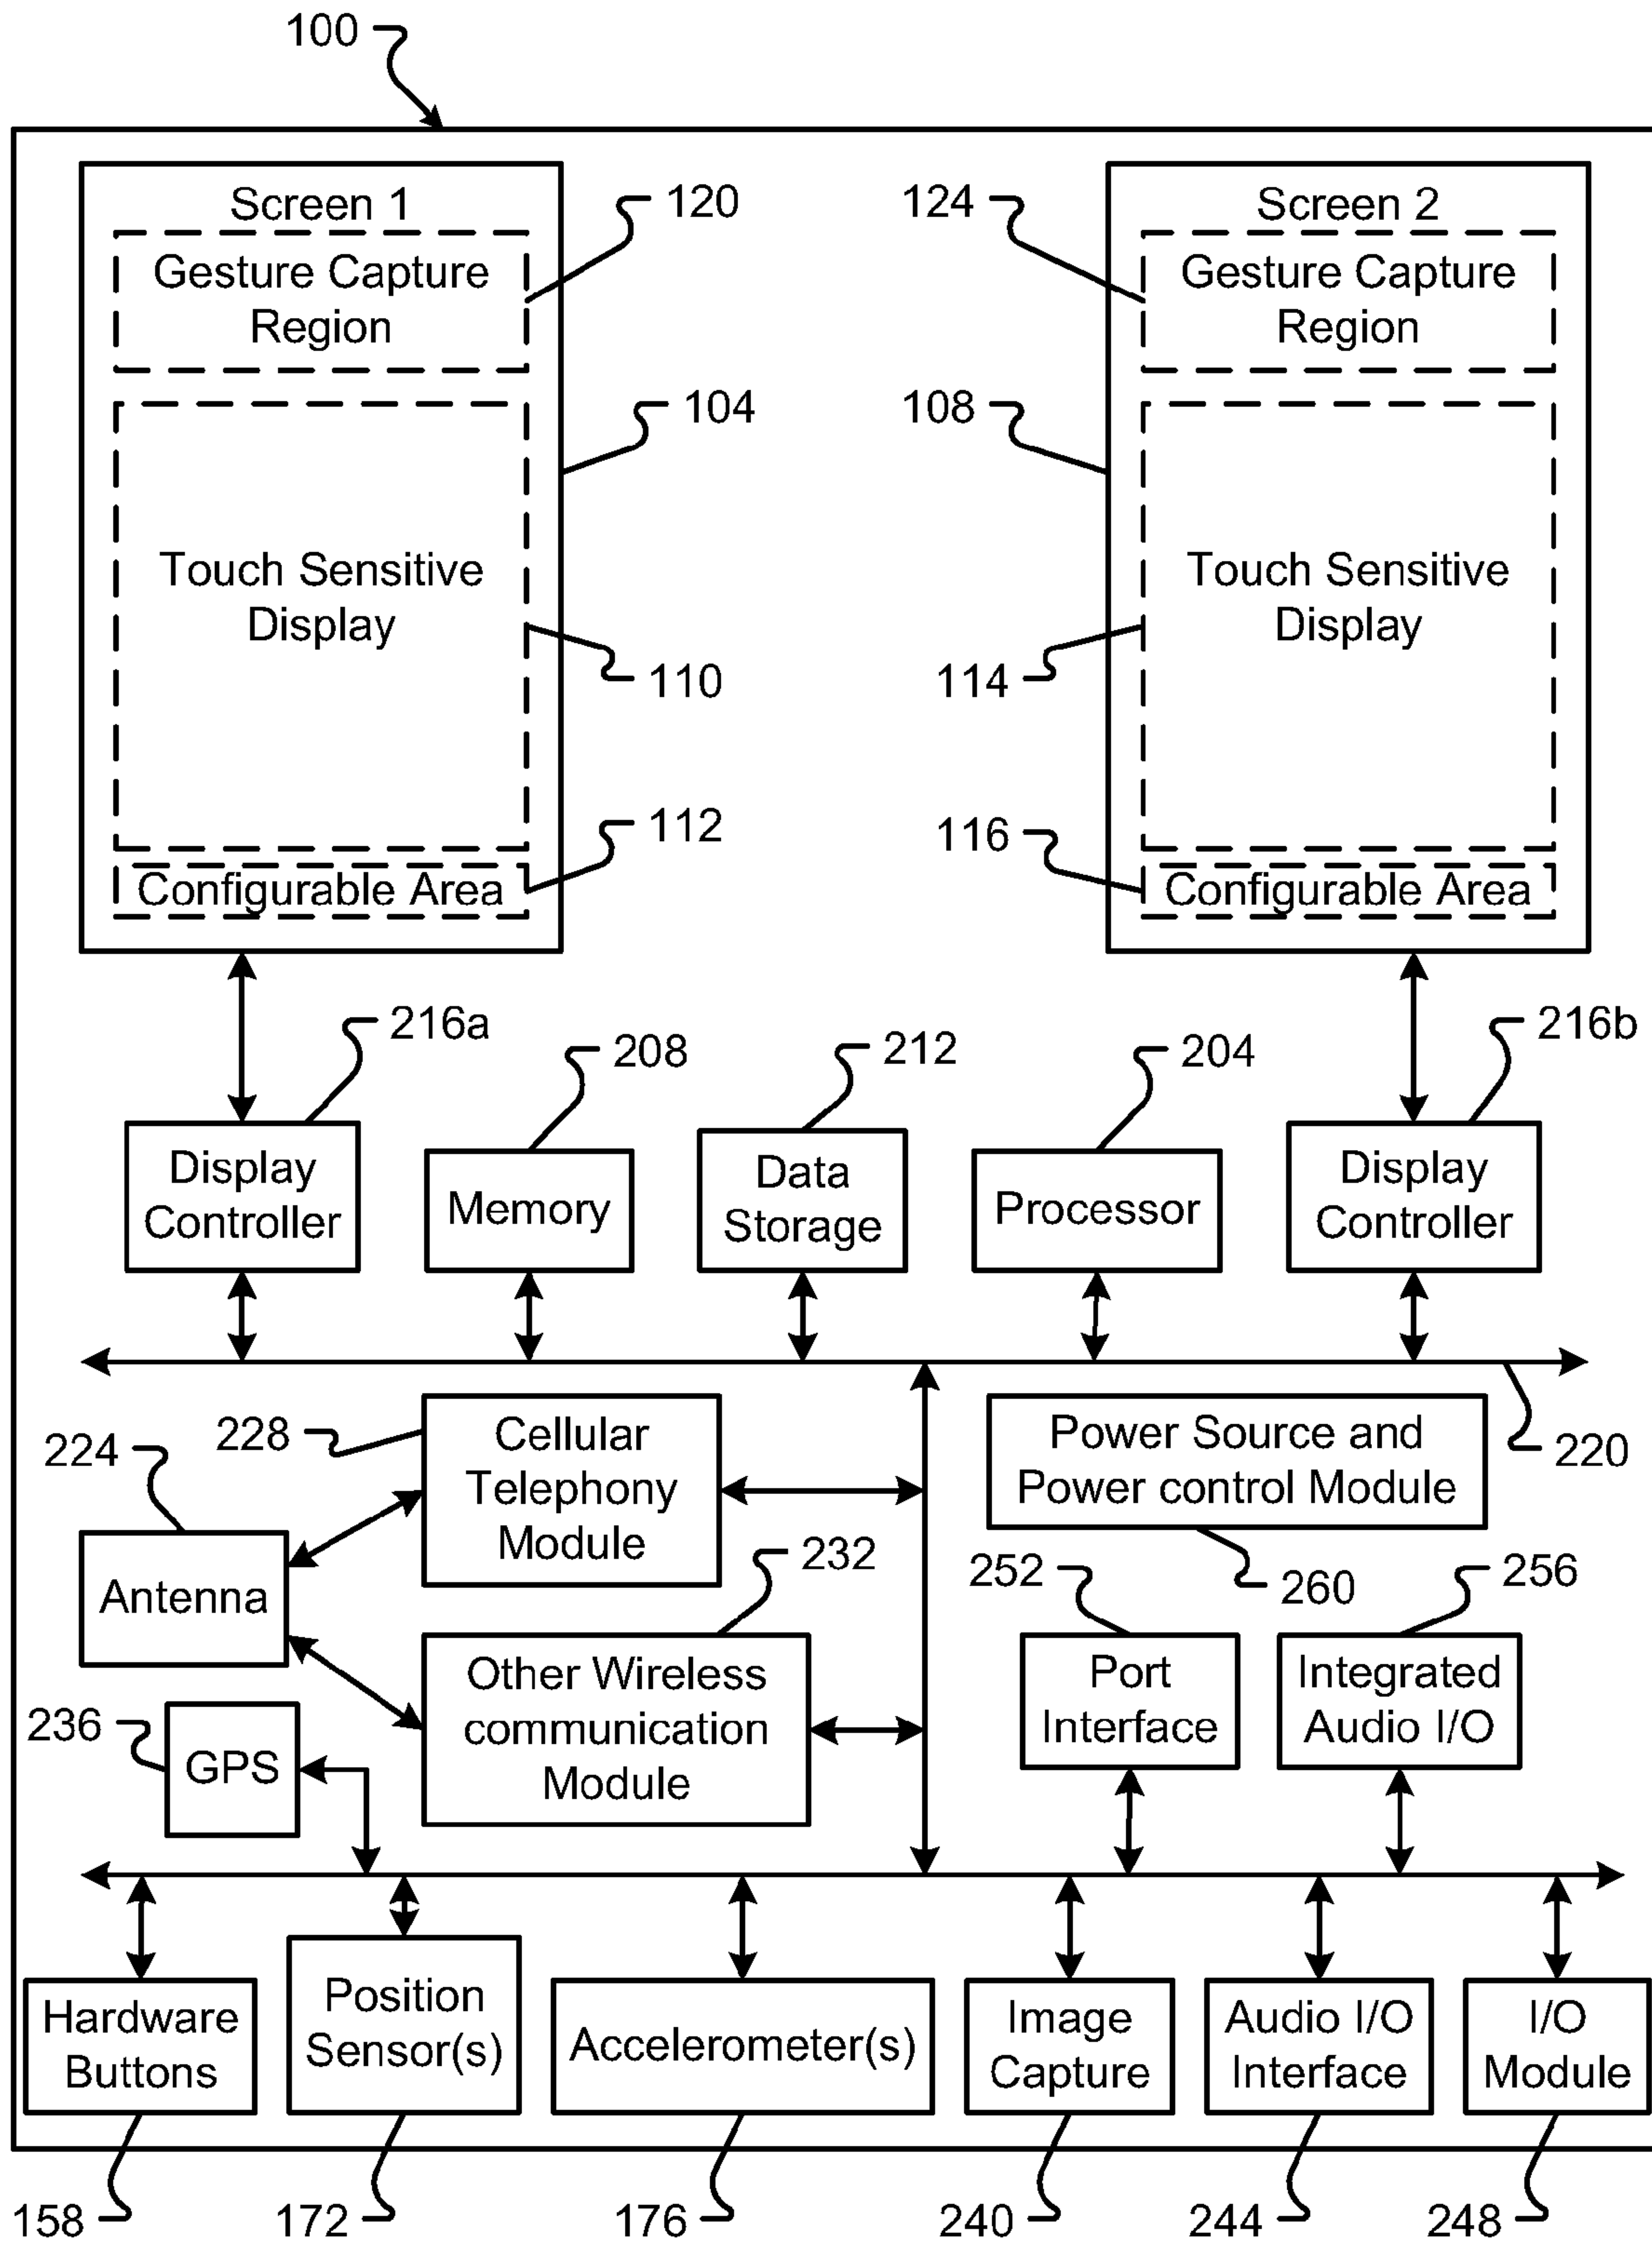 100
Screen 1
120
124
Screen 2
Gesture Capture
Region
Gesture Capture
Region
104
108
Touch Sensitive
Display
Touch Sensitive
Display
110
114
112
116
Configurable Area
Configurable Area
216a
208
212
204
216b
Display
Controller
Memory
Data
Storage
Processor
Display
Controller
224
228
Cellular
Telephony
Module
Power Source and
Power control Module
220
Antenna
232
252
260
256
236
GPS
Other Wireless
communication
Module
Port
Interface
Integrated
Audio I/O
Hardware
Buttons
Position
Sensor(s)
Accelerometer(s)
Image
Capture
Audio I/O
Interface
I/O
Module
158
172
176
240
244
248